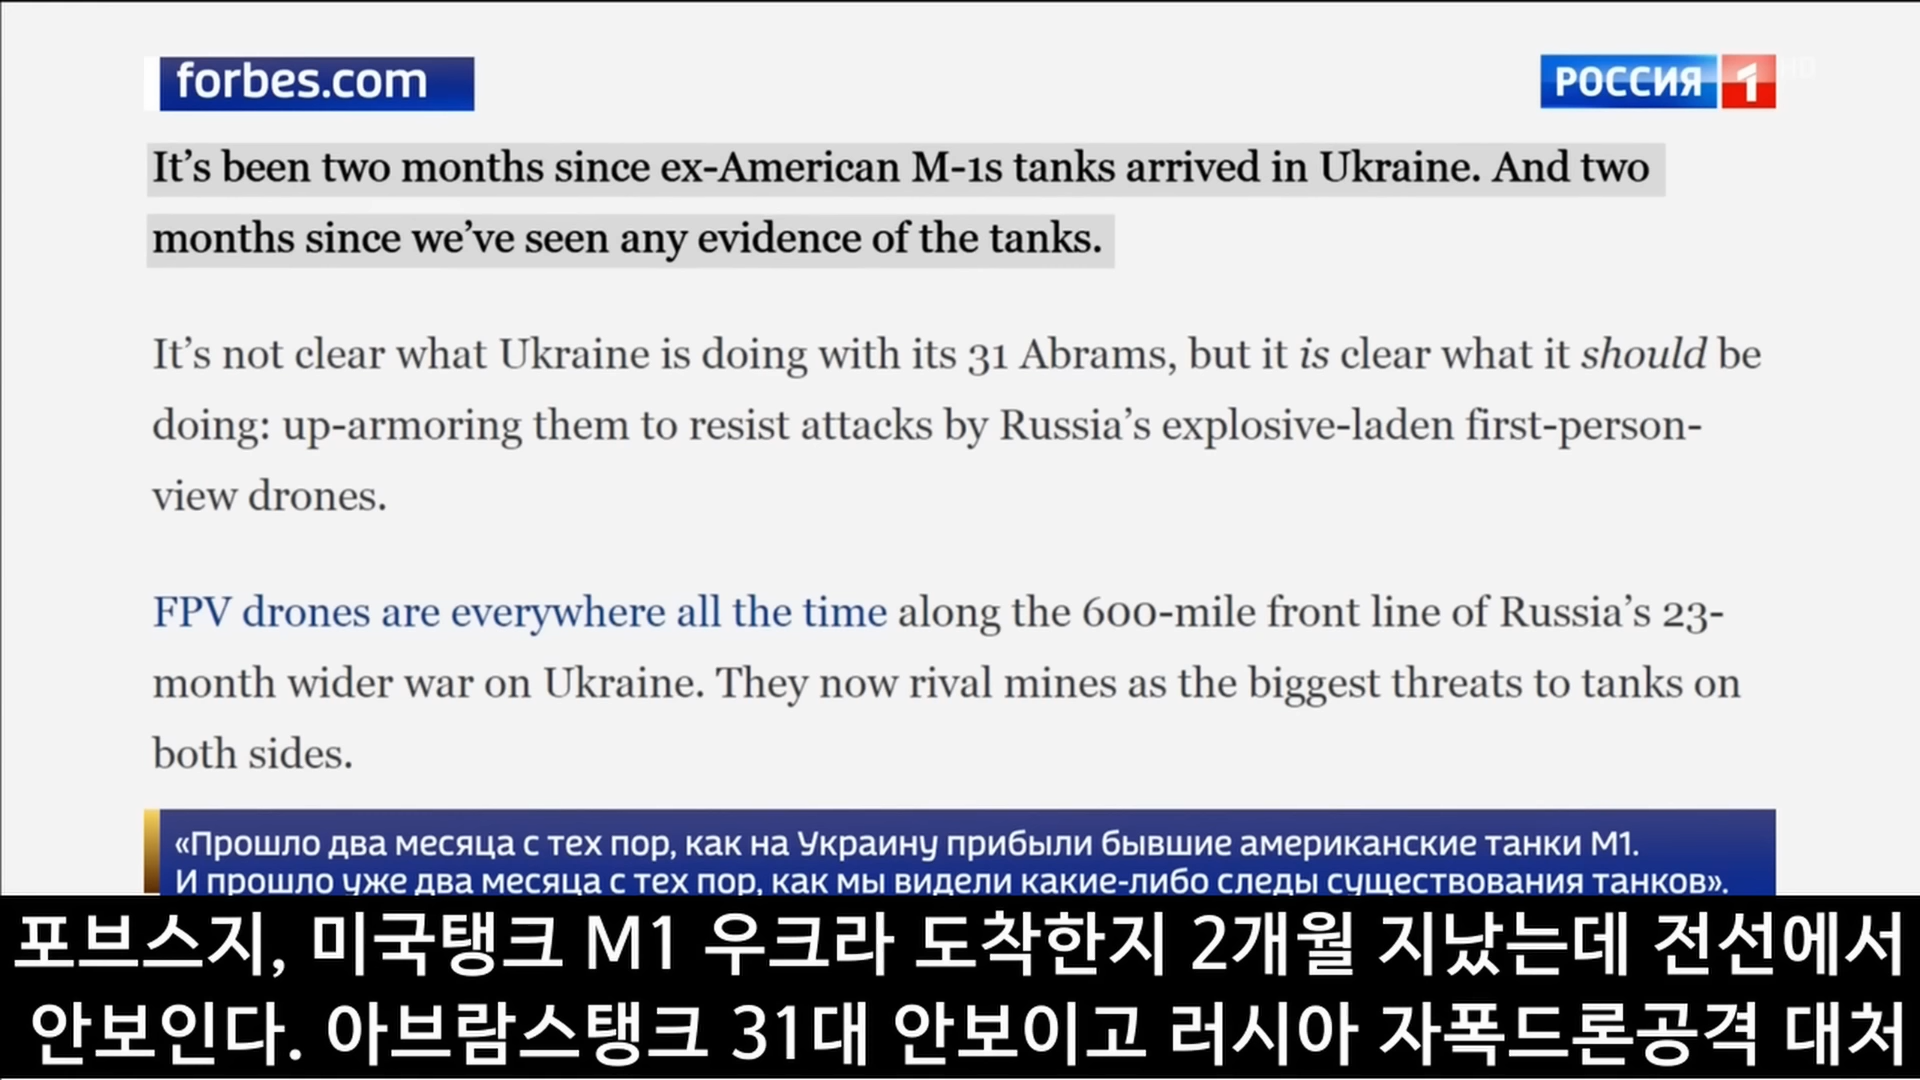 forbes.com
РОССИЯ 1 HD
It’s been two months since ex-American M-1s tanks arrived in Ukraine. And two
months since we’ve seen any evidence of the tanks.
It’s not clear what Ukraine is doing with its 31 Abrams, but it is clear what it should be
doing: up-armoring them to resist attacks by Russia’s explosive-laden first-person-
view drones.
FPV drones are everywhere all the time along the 600-mile front line of Russia’s 23-
month wider war on Ukraine. They now rival mines as the biggest threats to tanks on
both sides.
«Прошло два месяца с тех пор, как на Украину прибыли бывшие американские танки М1.
И прошло уже два месяца с тех пор, как мы видели какие-либо следы существования танков».
포브스지, 미국탱크 M1 우크라 도착한지 2개월 지났는데 전선에서
안보인다. 아브람스탱크 31대 안보이고 러시아 자폭드론공격 대처